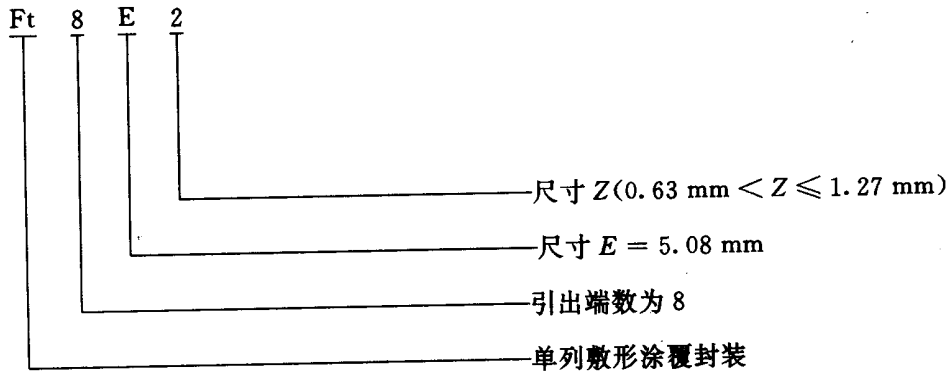 Ft 8 E 2
尺寸 Z(0.63 mm < Z ≤ 1.27 mm)
尺寸 E = 5.08 mm
引出端数为 8
单列敷形涂覆封装